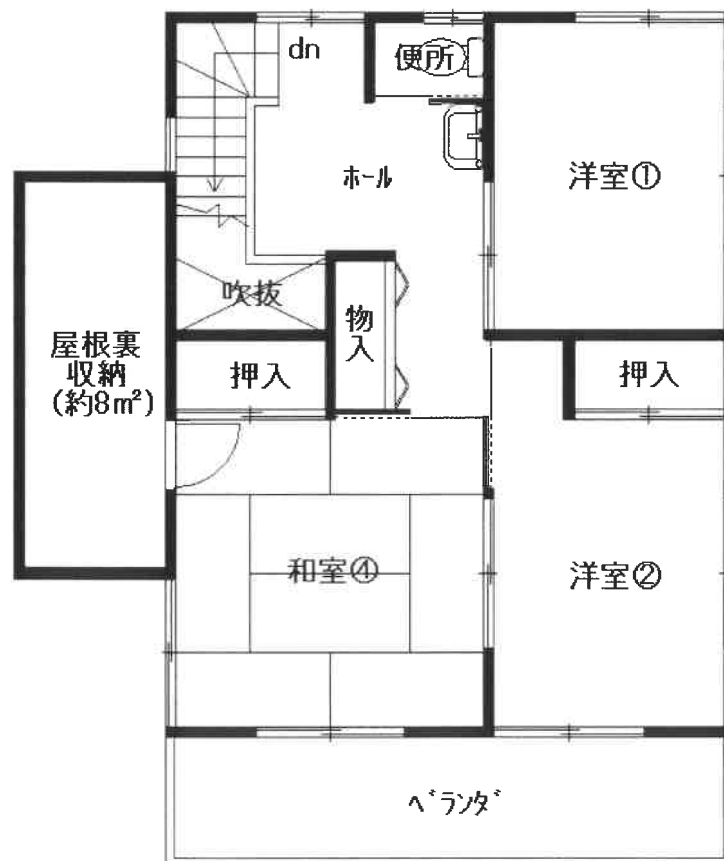 dn
便所
ホール
洋室①
吹抜
物
入
屋根裏
収納
(約8㎡)
押入
押入
和室④
洋室②
ベランダ